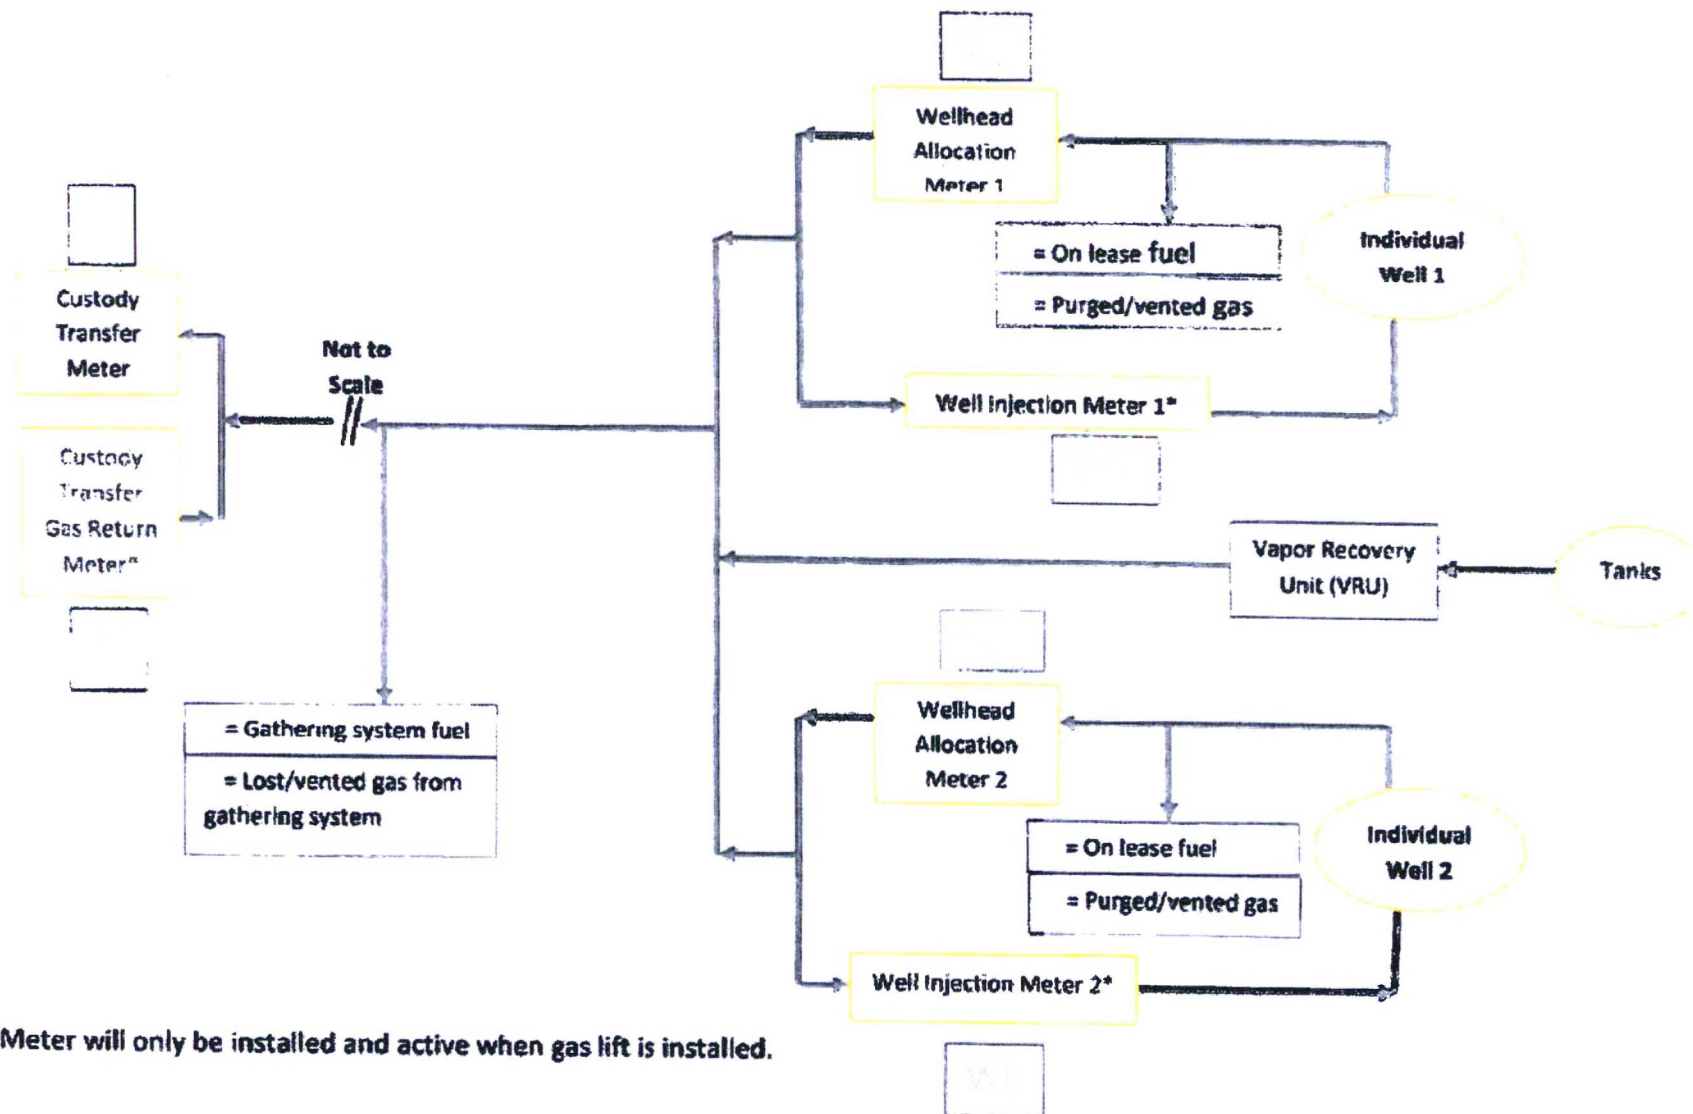 Wellhead
Allocation
Meter 1
Individual
Well 1
= On lease fuel
= Purged/vented gas
Well Injection Meter 1*
Custody
Transfer
Meter
Not to
Scale
Custody
Transfer
Gas Return
Meter*
Vapor Recovery
Unit (VRU)
Tanks
= Gathering system fuel
= Lost/vented gas from
gathering system
Wellhead
Allocation
Meter 2
Individual
Well 2
= On lease fuel
= Purged/vented gas
Well Injection Meter 2*
Meter will only be installed and active when gas lift is installed.